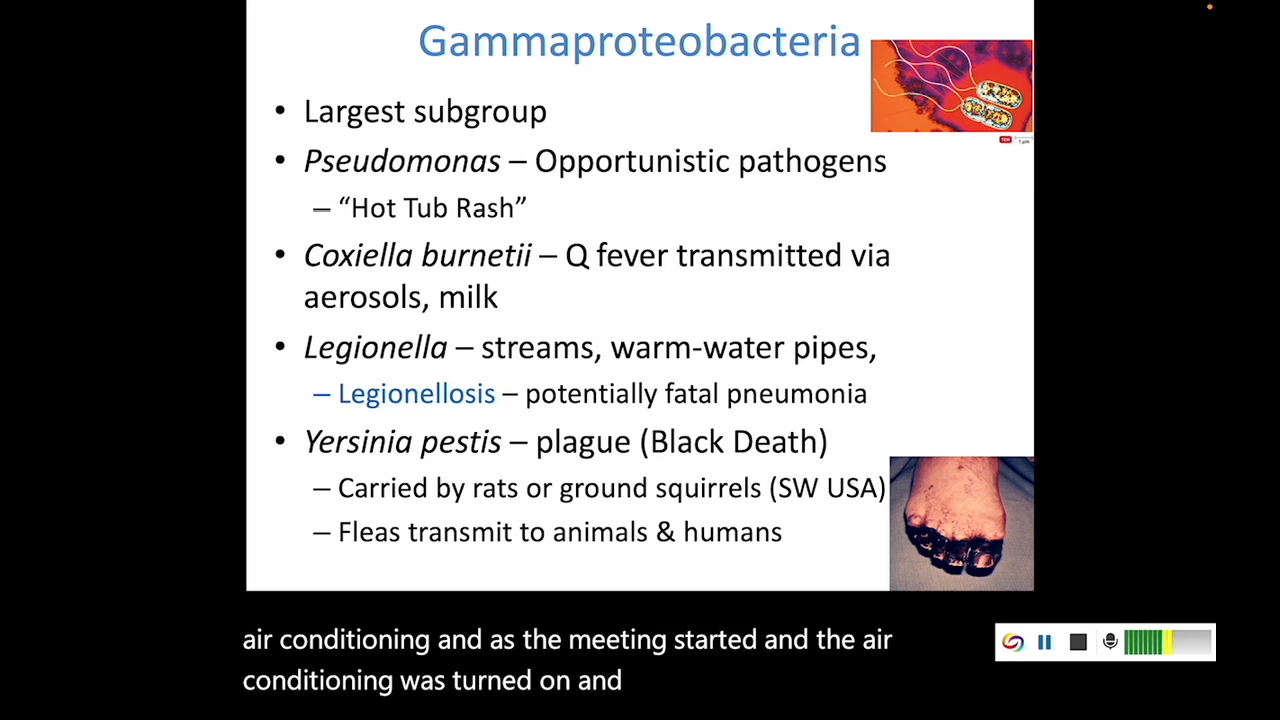 Gammaproteobacteria
• Largest subgroup
• Pseudomonas – Opportunistic pathogens
– “Hot Tub Rash”
• Coxiella burnetii – Q fever transmitted via
aerosols, milk
• Legionella – streams, warm-water pipes,
– Legionellosis – potentially fatal pneumonia
• Yersinia pestis – plague (Black Death)
– Carried by rats or ground squirrels (SW USA)
– Fleas transmit to animals & humans
air conditioning and as the meeting started and the air
conditioning was turned on and